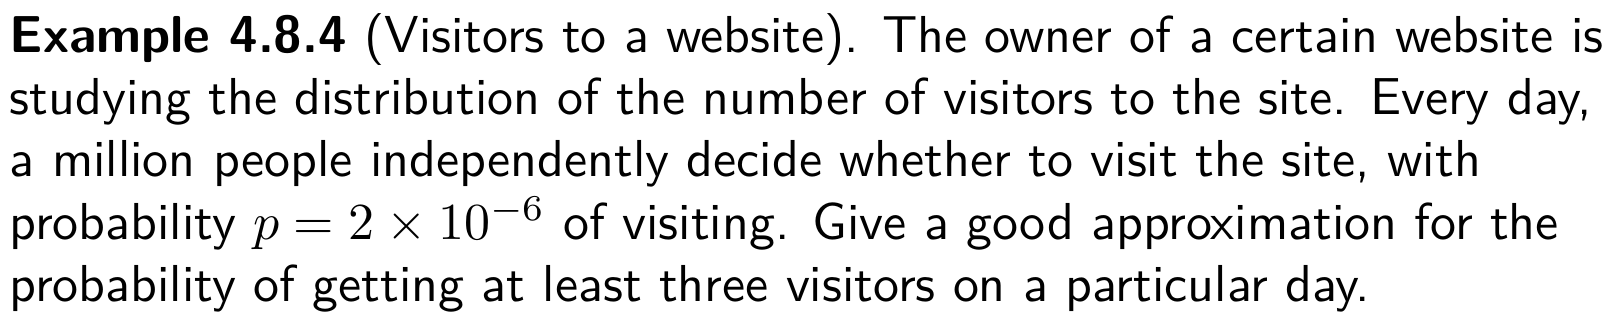 Example 4.8.4 (Visitors to a website). The owner of a certain website is
studying the distribution of the number of visitors to the site. Every day,
a million people independently decide whether to visit the site, with
probability p = 2 × 10⁻⁶ of visiting. Give a good approximation for the
probability of getting at least three visitors on a particular day.